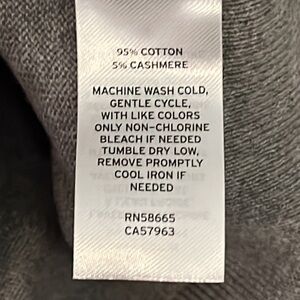 95% COTTON
5% CASHMERE
MACHINE WASH COLD,
GENTLE CYCLE,
WITH LIKE COLORS
ONLY NON-CHLORINE
BLEACH IF NEEDED
TUMBLE DRY LOW,
REMOVE PROMPTLY
COOL IRON IF
NEEDED
RN58665
CA57963